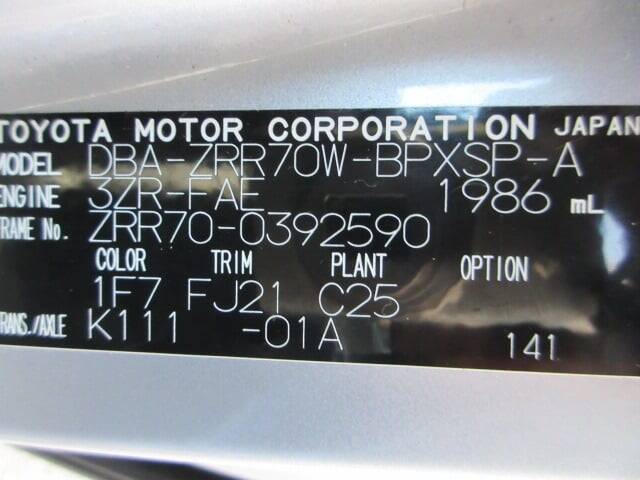 TOYOTA MOTOR CORPORATION JAPAN
MODEL DBA-ZRR70W-BPXSP-A
ENGINE 3ZR-FAE 1986 mL
FRAME No. ZRR70-0392590
COLOR TRIM PLANT OPTION
1F7 FJ21 C25
TRANS./AXLE K111 -01A
141